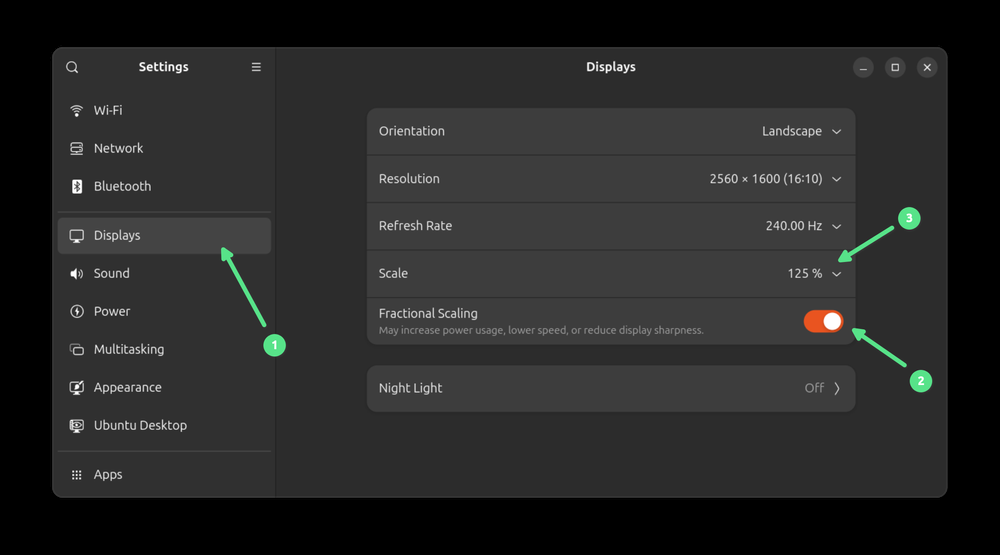 Settings
Displays
Wi-Fi
Network
Bluetooth
Displays
Sound
Power
Multitasking
Appearance
Ubuntu Desktop
Apps
Orientation Landscape
Resolution 2560 × 1600 (16:10)
Refresh Rate 240.00 Hz
Scale 125 %
Fractional Scaling
May increase power usage, lower speed, or reduce display sharpness.
Night Light Off
1
2
3